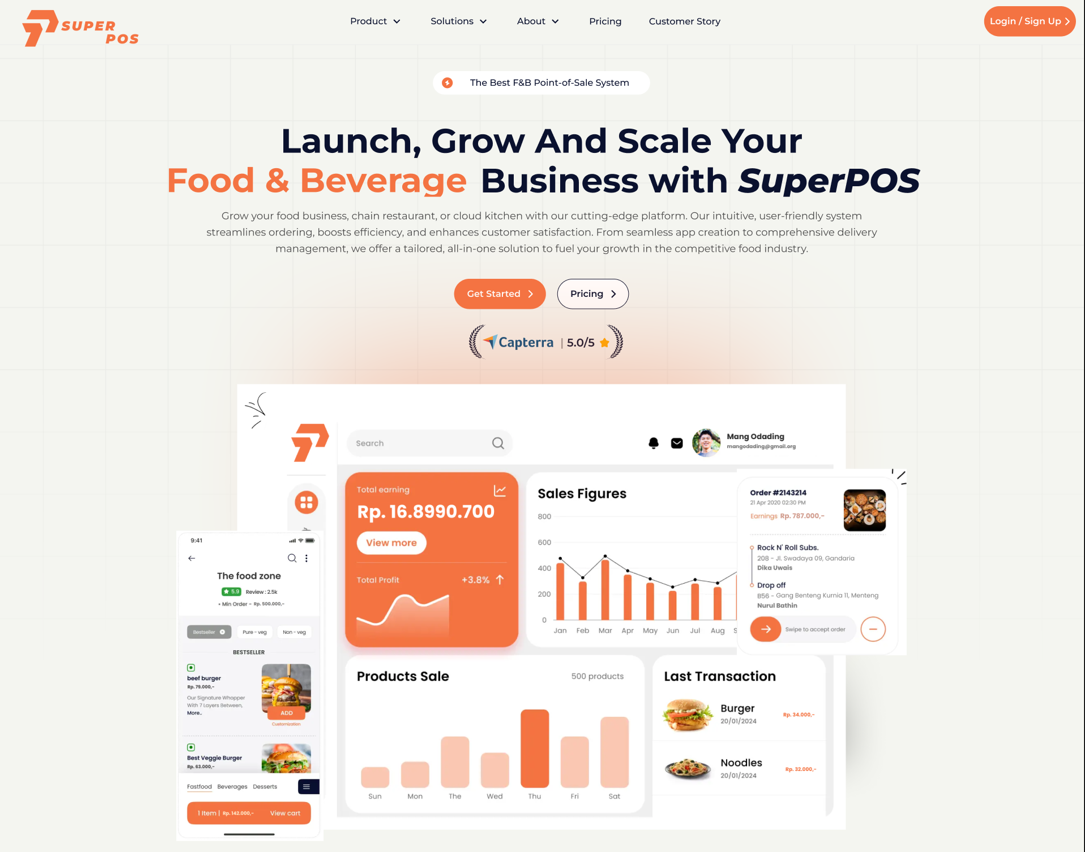 SUPER
POS
Product
Solutions
About
Pricing
Customer Story
Login / Sign Up
The Best F&B Point-of-Sale System
Launch, Grow And Scale Your
Food & Beverage Business with SuperPOS
Grow your food business, chain restaurant, or cloud kitchen with our cutting-edge platform. Our intuitive, user-friendly system
streamlines ordering, boosts efficiency, and enhances customer satisfaction. From seamless app creation to comprehensive delivery
management, we offer a tailored, all-in-one solution to fuel your growth in the competitive food industry.
Get Started
Pricing
Capterra | 5.0/5
Search
Mang Odading
mangodading@gmail.org
Total earning
Rp. 16.8990.700
View more
Total Profit
+3.8%
Sales Figures
800
600
400
200
0
Jan Feb Mar Apr May Jun Jul Aug S
Order #2143214
21 Apr 2020 02:30 PM
Earnings Rp. 787.000,-
Rock N' Roll Subs.
208 - Jl. Swadaya 09, Gandaria
Dika Uwais
Drop off
B56 - Gang Benteng Kurnia 11, Menteng
Nurul Bathin
Swipe to accept order
9:41
The food zone
5.0 Review : 2.5k
• Min Order - Rp. 500.000,-
Bestseller
Pure - veg
Non - veg
BESTSELLER
beef burger
Rp. 78.000,-
Our Signature Whopper
With 7 Layers Between,
More..
ADD
Customization
Best Veggie Burger
Rp. 63.000,-
Fastfood Beverages Desserts
1 Item | Rp. 142.000,- View cart
Products Sale
500 products
Sun Mon The Wed Thu Fri Sat
Last Transaction
Burger
20/01/2024
Rp. 34.000,-
Noodles
20/01/2024
Rp. 32.000,-